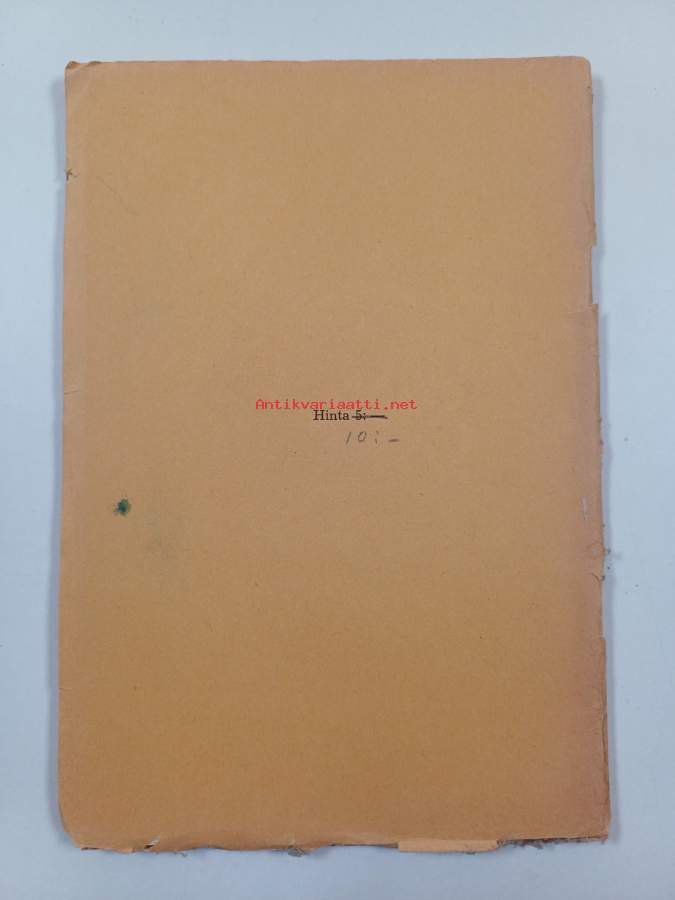 Antikvariaatti.net
Hinta 5: —
10:-